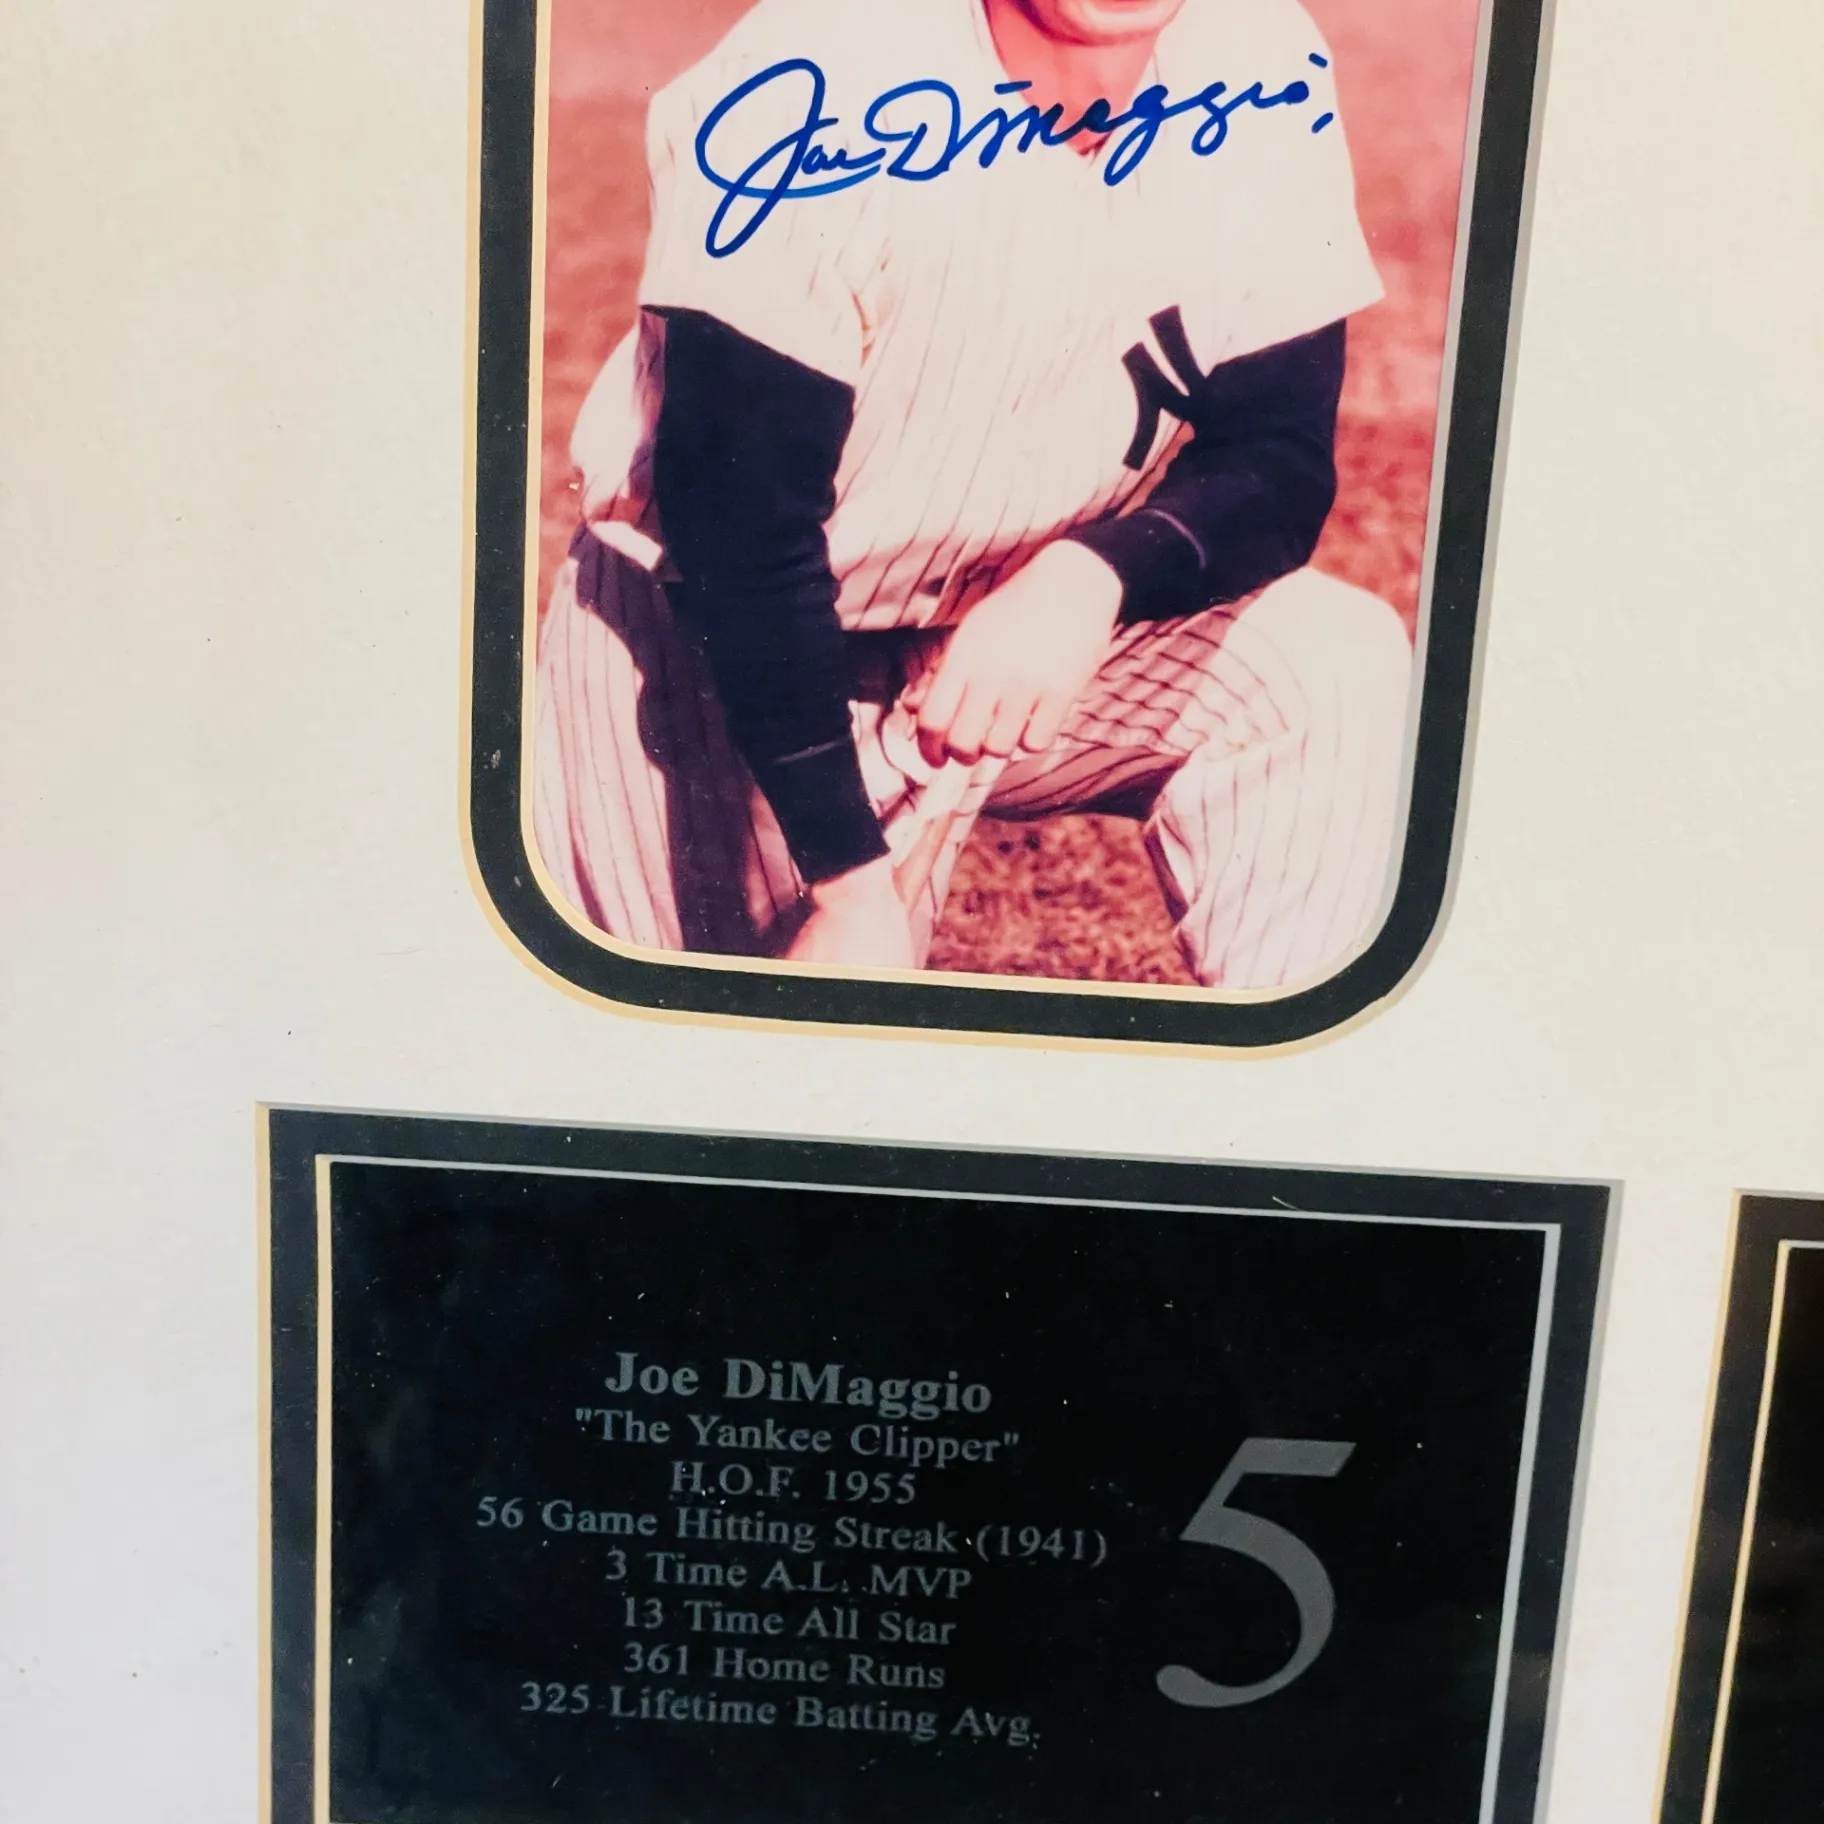 Joe DiMaggio
NY
Joe DiMaggio
"The Yankee Clipper"
H.O.F. 1955
56 Game Hitting Streak (1941)
3 Time A.L. MVP
13 Time All Star
361 Home Runs
325 Lifetime Batting Avg.
5